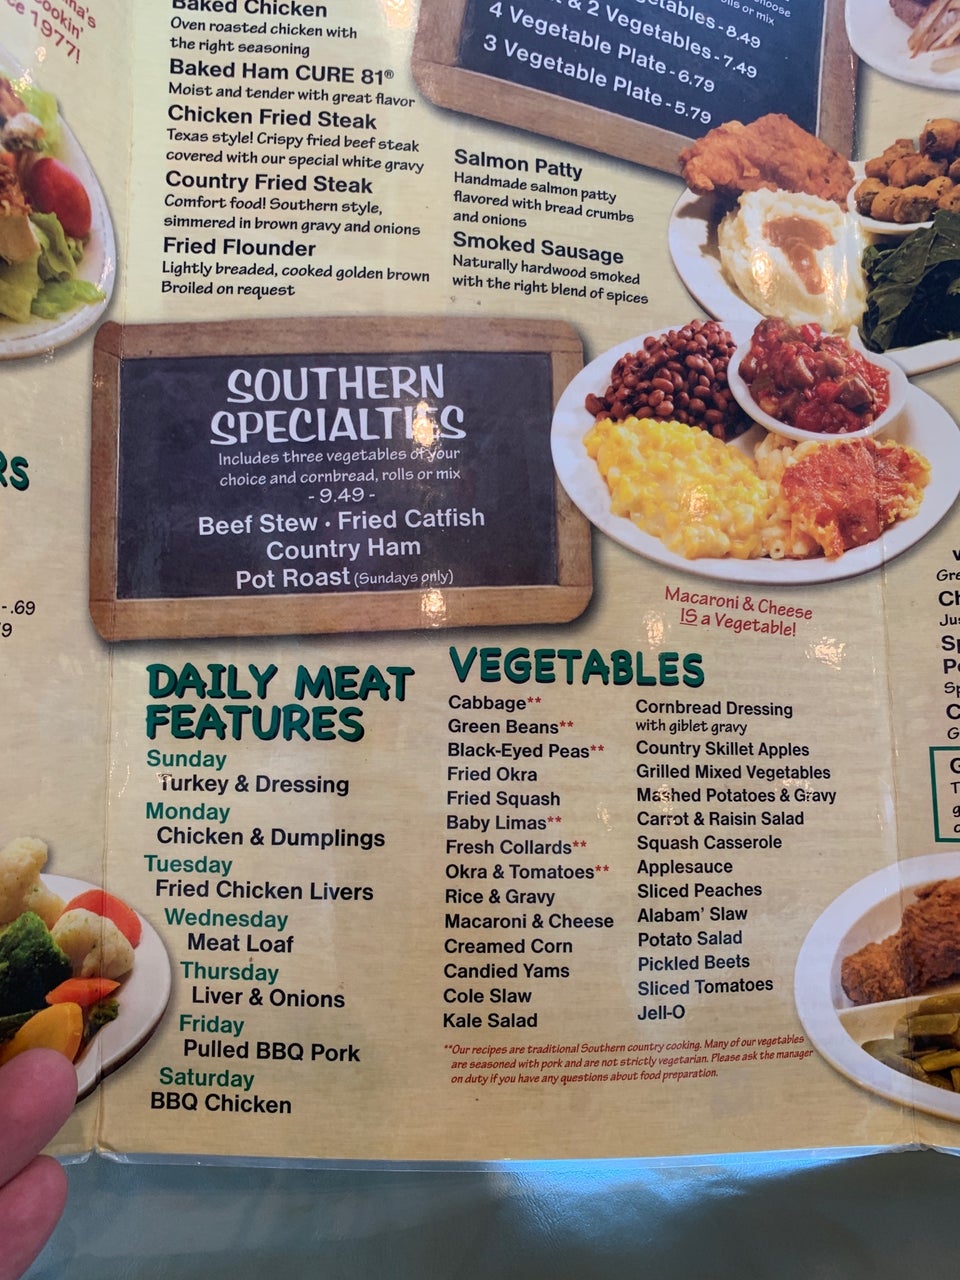 Cookin'
ce 1977!
Baked Chicken
Oven roasted chicken with
the right seasoning
Baked Ham CURE 81®
Moist and tender with great flavor
Chicken Fried Steak
Texas style! Crispy fried beef steak
covered with our special white gravy
Country Fried Steak
Comfort food! Southern style,
simmered in brown gravy and onions
Fried Flounder
Lightly breaded, cooked golden brown
Broiled on request
rolls or mix
- 8.49
& 2 Vegetables - 7.49
4 Vegetable Plate - 6.79
3 Vegetable Plate - 5.79
Salmon Patty
Handmade salmon patty
flavored with bread crumbs
and onions
Smoked Sausage
Naturally hardwood smoked
with the right blend of spices
SOUTHERN
SPECIALTIES
Includes three vegetables of your
choice and cornbread, rolls or mix
- 9.49 -
Beef Stew • Fried Catfish
Country Ham
Pot Roast (Sundays only)
RS
- .69
Macaroni & Cheese
IS a Vegetable!
DAILY MEAT
FEATURES
Sunday
Turkey & Dressing
Monday
Chicken & Dumplings
Tuesday
Fried Chicken Livers
Wednesday
Meat Loaf
Thursday
Liver & Onions
Friday
Pulled BBQ Pork
Saturday
BBQ Chicken
VEGETABLES
Cabbage**
Green Beans**
Black-Eyed Peas**
Fried Okra
Fried Squash
Baby Limas**
Fresh Collards**
Okra & Tomatoes**
Rice & Gravy
Macaroni & Cheese
Creamed Corn
Candied Yams
Cole Slaw
Kale Salad
Cornbread Dressing
with giblet gravy
Country Skillet Apples
Grilled Mixed Vegetables
Mashed Potatoes & Gravy
Carrot & Raisin Salad
Squash Casserole
Applesauce
Sliced Peaches
Alabam' Slaw
Potato Salad
Pickled Beets
Sliced Tomatoes
Jell-O
**Our recipes are traditional Southern country cooking. Many of our vegetables
are seasoned with pork and are not strictly vegetarian. Please ask the manager
on duty if you have any questions about food preparation.